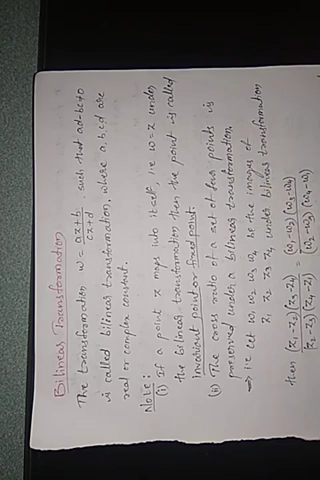 Bilinear Transformation
The transformation w = (az+b)/(cz+d), such that ad-bc≠0
is called bilinear transformation, where a, b, c, d are
real or complex constant.
Note:
(i) If a point z maps into itself, i.e w=z under
the bilinear transformation then the point is called
invariant point or fixed point.
(ii) The cross ratio of a set of four points is
preserved under a bilinear transformation.
→ i.e Let w₁, w₂ w₃ w₄ be the images of
z₁ z₂ z₃ z₄ under bilinear transformation
then (z₁-z₂)(z₃-z₄)/(z₂-z₃)(z₄-z₁) = (w₁-w₂)(w₃-w₄)/(w₂-w₃)(w₄-w₁)